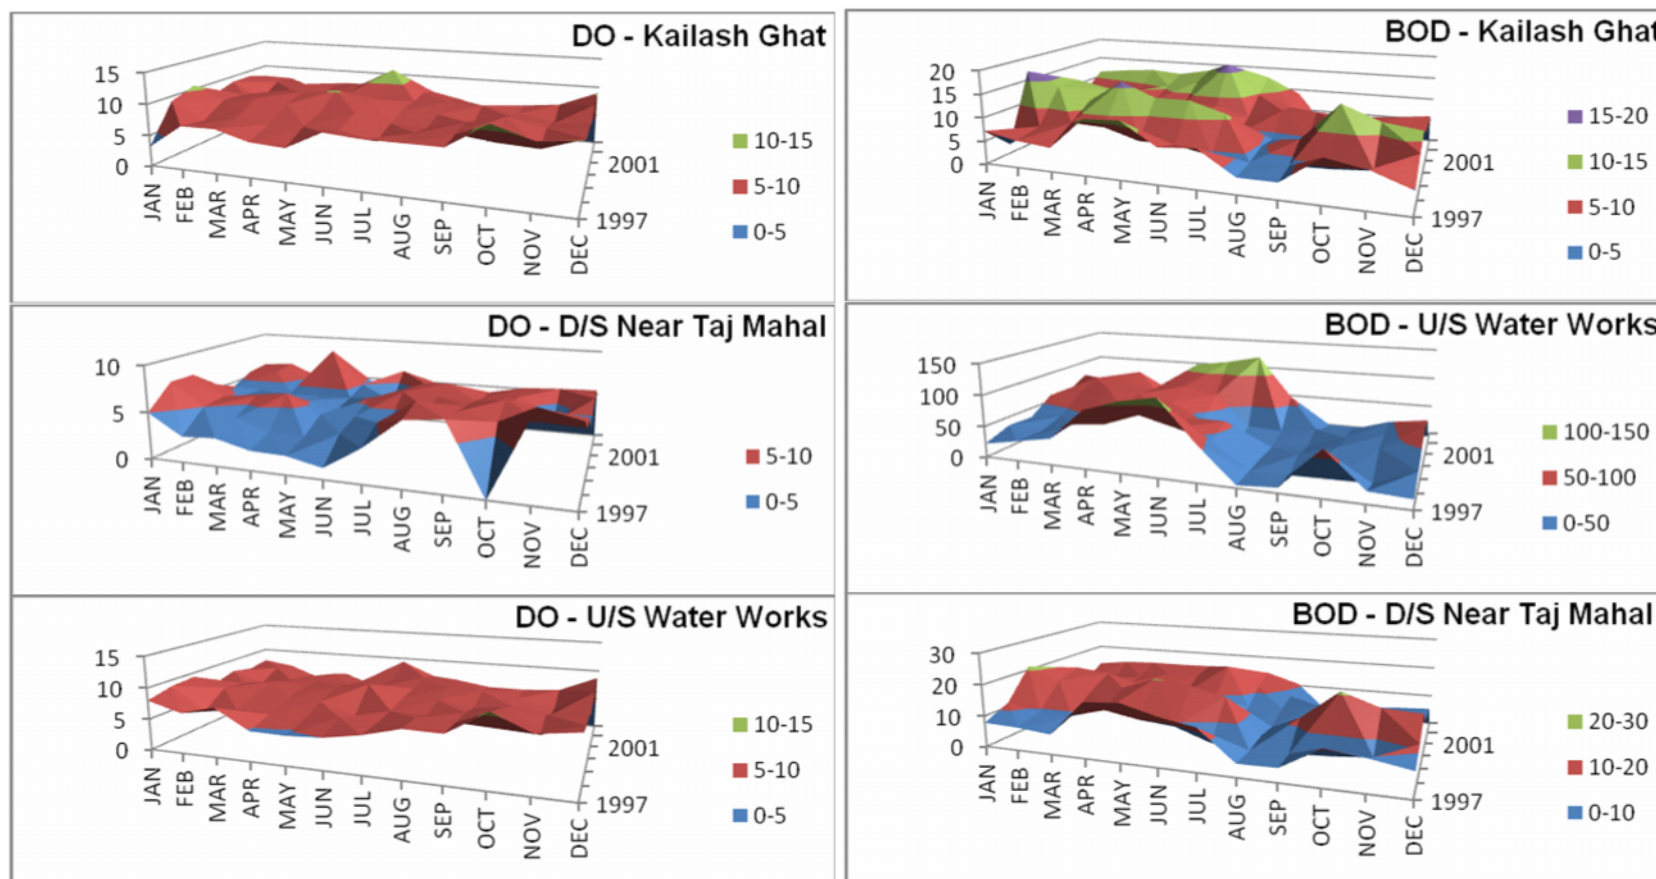 DO - Kailash Ghat
15
10
5
0
JAN
FEB
MAR
APR
MAY
JUN
JUL
AUG
SEP
OCT
NOV
DEC
2001
1997
10-15
5-10
0-5
BOD - Kailash Ghat
20
15
10
5
0
JAN
FEB
MAR
APR
MAY
JUN
JUL
AUG
SEP
OCT
NOV
DEC
2001
1997
15-20
10-15
5-10
0-5
DO - D/S Near Taj Mahal
10
5
0
JAN
FEB
MAR
APR
MAY
JUN
JUL
AUG
SEP
OCT
NOV
DEC
2001
1997
5-10
0-5
BOD - U/S Water Works
150
100
50
0
JAN
FEB
MAR
APR
MAY
JUN
JUL
AUG
SEP
OCT
NOV
DEC
2001
1997
100-150
50-100
0-50
DO - U/S Water Works
15
10
5
0
JAN
FEB
MAR
APR
MAY
JUN
JUL
AUG
SEP
OCT
NOV
DEC
2001
1997
10-15
5-10
0-5
BOD - D/S Near Taj Mahal
30
20
10
0
JAN
FEB
MAR
APR
MAY
JUN
JUL
AUG
SEP
OCT
NOV
DEC
2001
1997
20-30
10-20
0-10